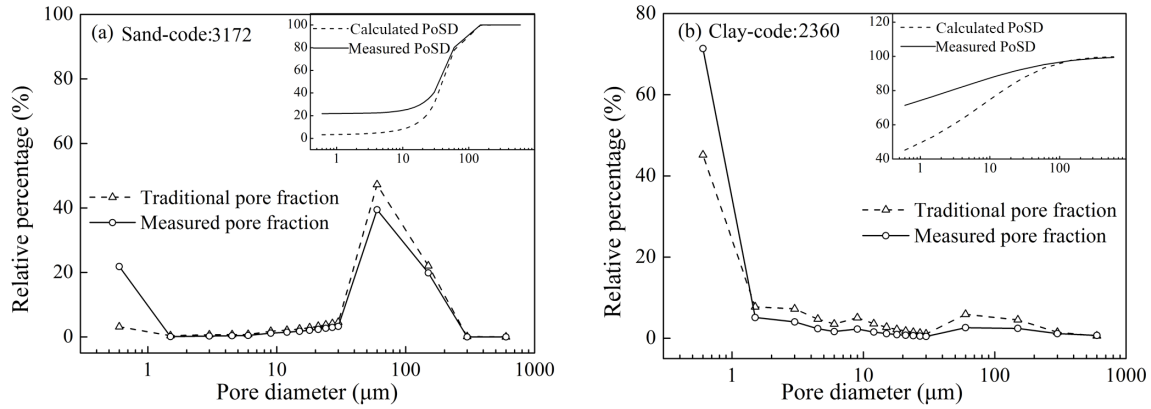 (a) Sand-code:3172
Calculated PoSD
Measured PoSD
100
80
60
40
20
0
1
10
100
Traditional pore fraction
Measured pore fraction
Relative percentage (%)
100
80
60
40
20
0
1
10
100
1000
Pore diameter (μm)
(b) Clay-code:2360
Calculated PoSD
Measured PoSD
120
100
80
60
40
1
10
100
Traditional pore fraction
Measured pore fraction
Relative percentage (%)
80
60
40
20
0
1
10
100
1000
Pore diameter (μm)